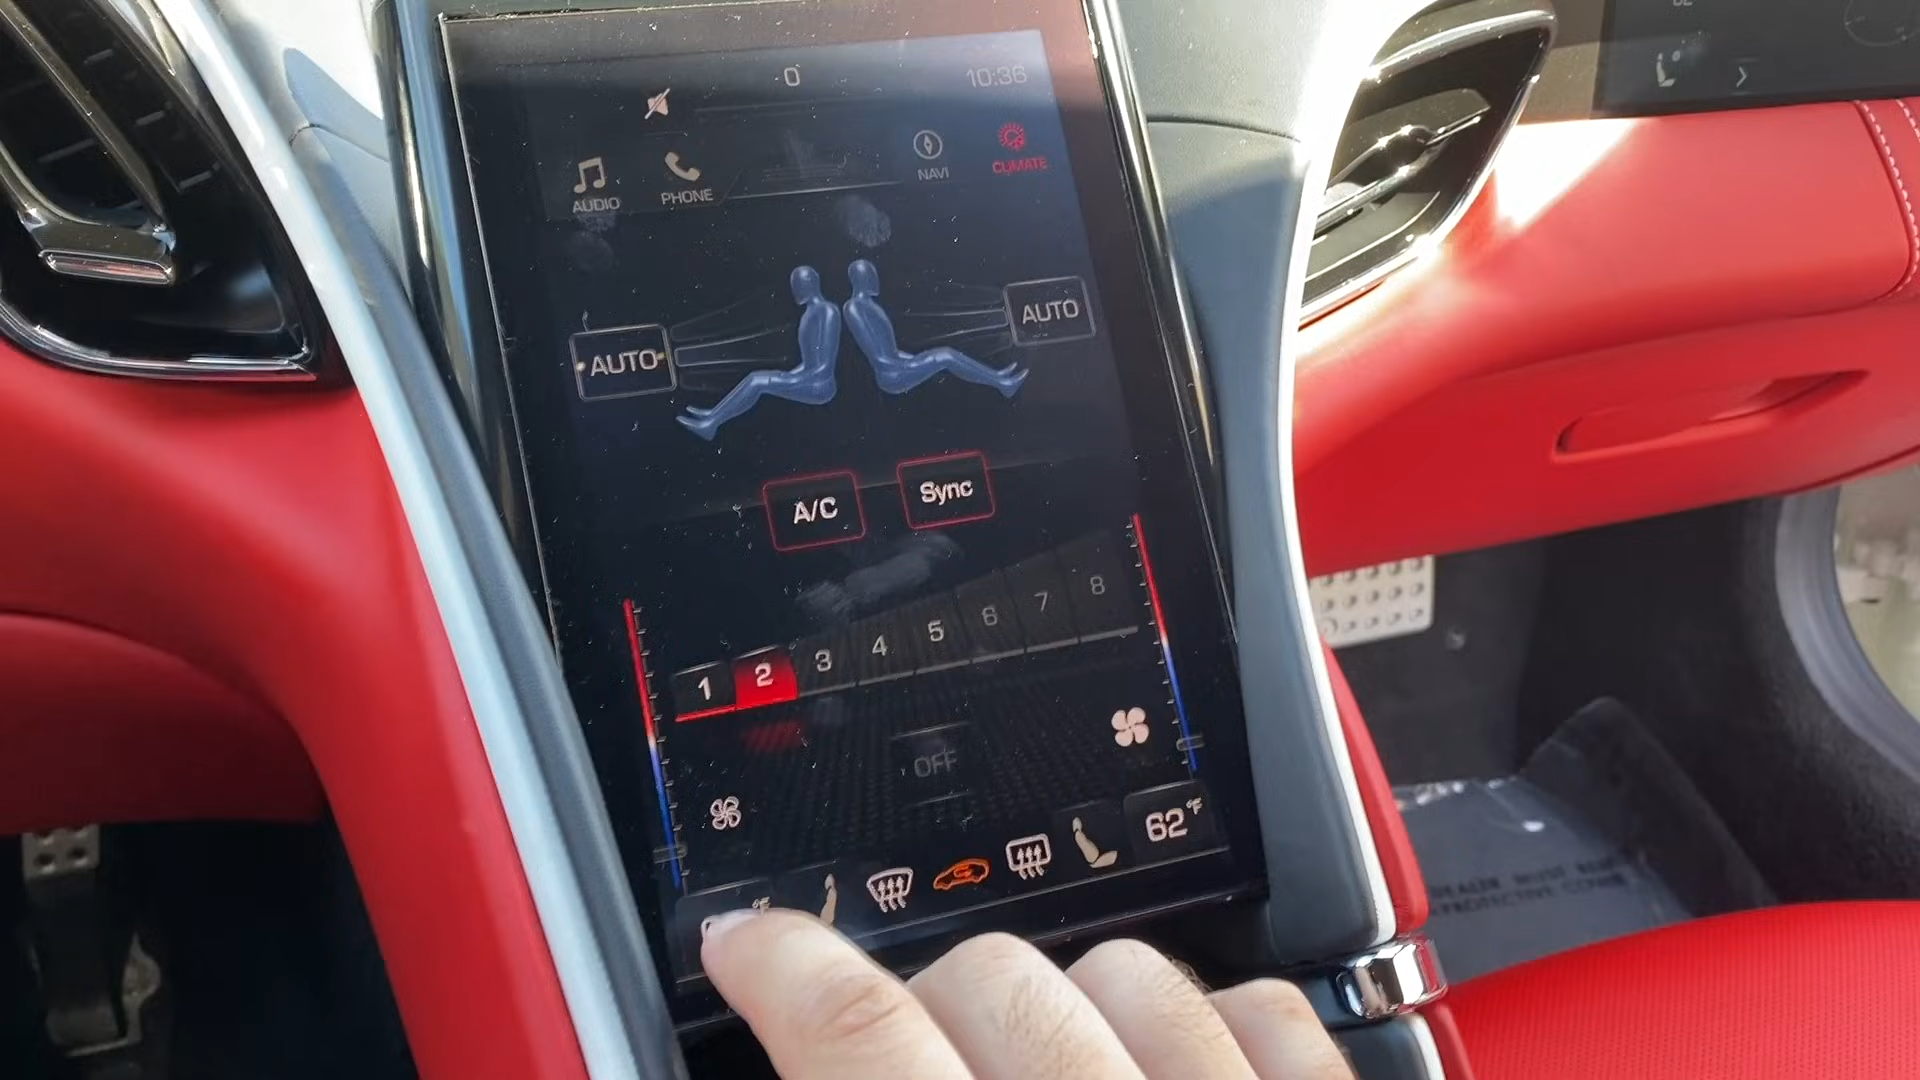 0
10:36
AUDIO
PHONE
NAVI
CLIMATE
AUTO
AUTO
A/C
Sync
1 2 3 4 5 6 7 8
OFF
62°F
°F